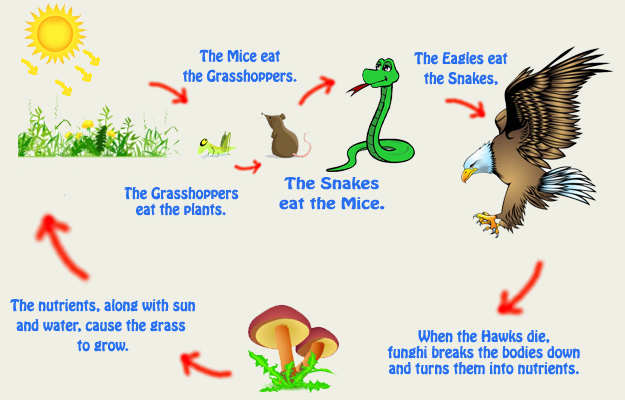 The Mice eat
the Grasshoppers.
The Eagles eat
the Snakes,
The Grasshoppers
eat the plants.
The Snakes
eat the Mice.
The nutrients, along with sun
and water, cause the grass
to grow.
When the Hawks die,
funghi breaks the bodies down
and turns them into nutrients.